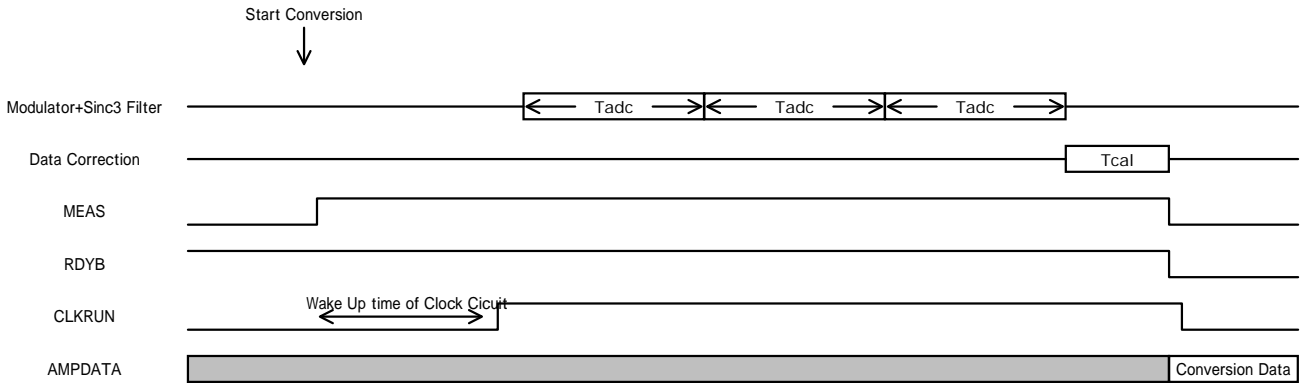 Start Conversion
Modulator+Sinc3 Filter
Tadc Tadc Tadc
Data Correction
Tcal
MEAS
RDYB
Wake Up time of Clock Cicuit
CLKRUN
AMPDATA
Conversion Data